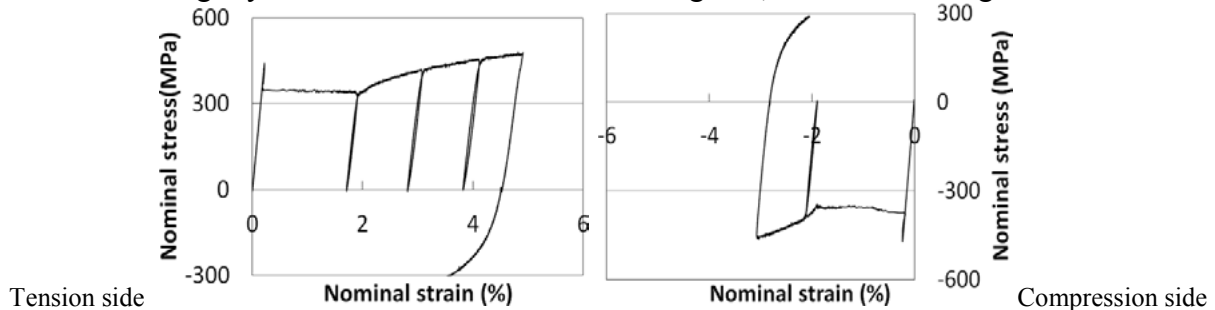 600
300
0
-300
0
2
4
6
Nominal stress(MPa)
Nominal strain (%)
Tension side
300
0
-300
-600
-6
-4
-2
0
Nominal stress (MPa)
Nominal strain (%)
Compression side